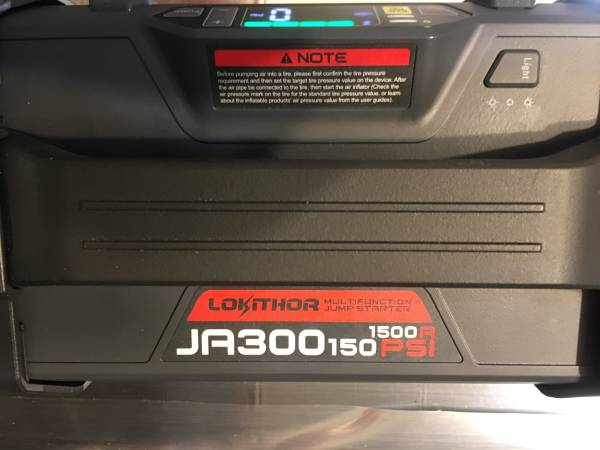 0
NOTE
Before pumping air into a tire, please first confirm the tire pressure
requirement and then set the target tire pressure value on the device. After
the air pipe be connected to the tire, then start the air inflator (Check the
air pressure mark on the tire for the standard tire pressure value, or learn
about the inflatable products' air pressure value from the user guides).
Light
LOKITHOR MULTIFUNCTION
JUMP STARTER
JA300 1500A
150PSI